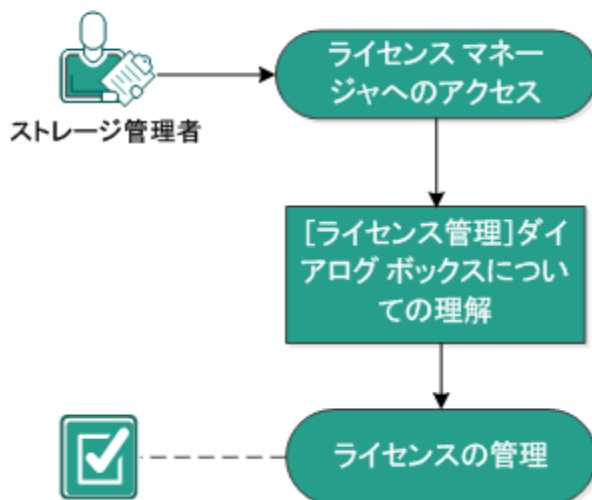 ライセンス マネー
ジャへのアクセス
ストレージ管理者
[ライセンス管理]ダイ
アログ ボックスについ
ての理解
ライセンスの管理